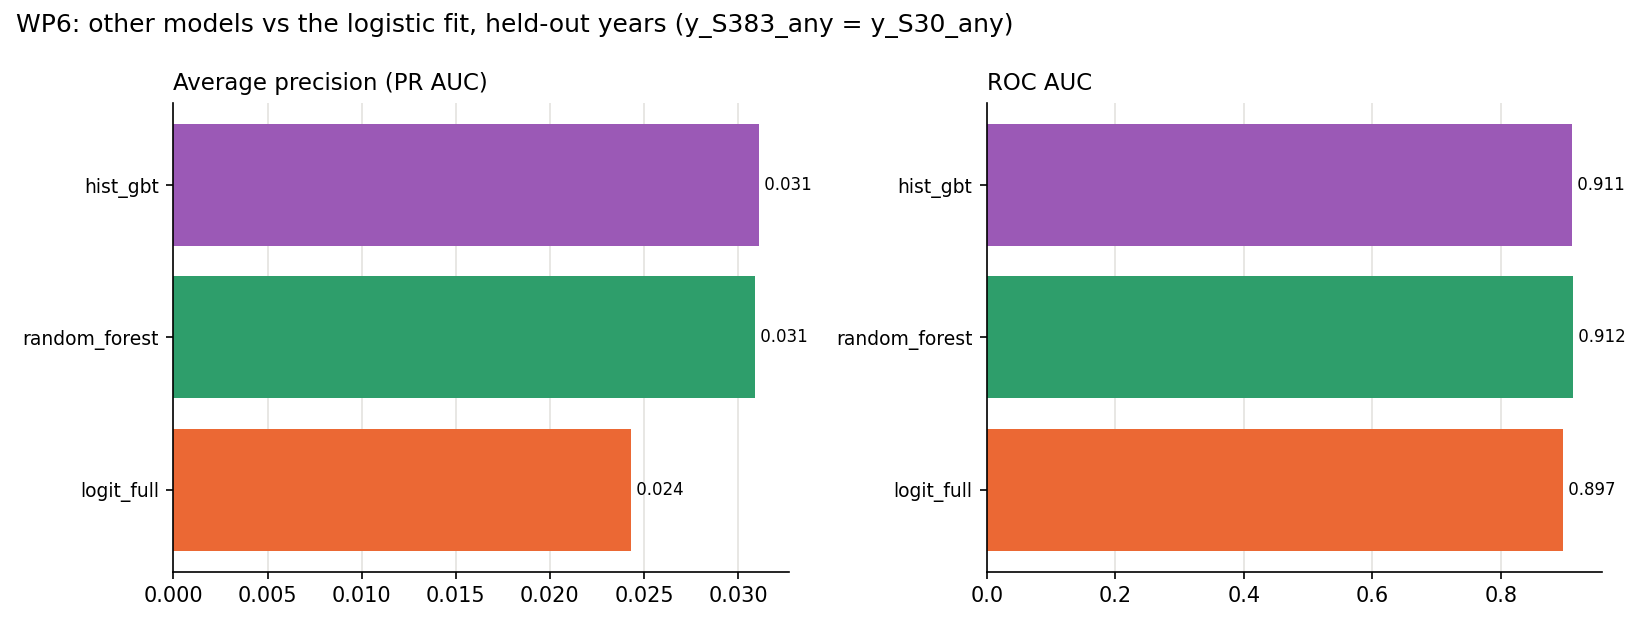 WP6: other models vs the logistic fit, held-out years (y_S383_any = y_S30_any)
Average precision (PR AUC)
hist_gbt
0.031
random_forest
0.031
logit_full
0.024
0.000 0.005 0.010 0.015 0.020 0.025 0.030
ROC AUC
hist_gbt
0.911
random_forest
0.912
logit_full
0.897
0.0 0.2 0.4 0.6 0.8